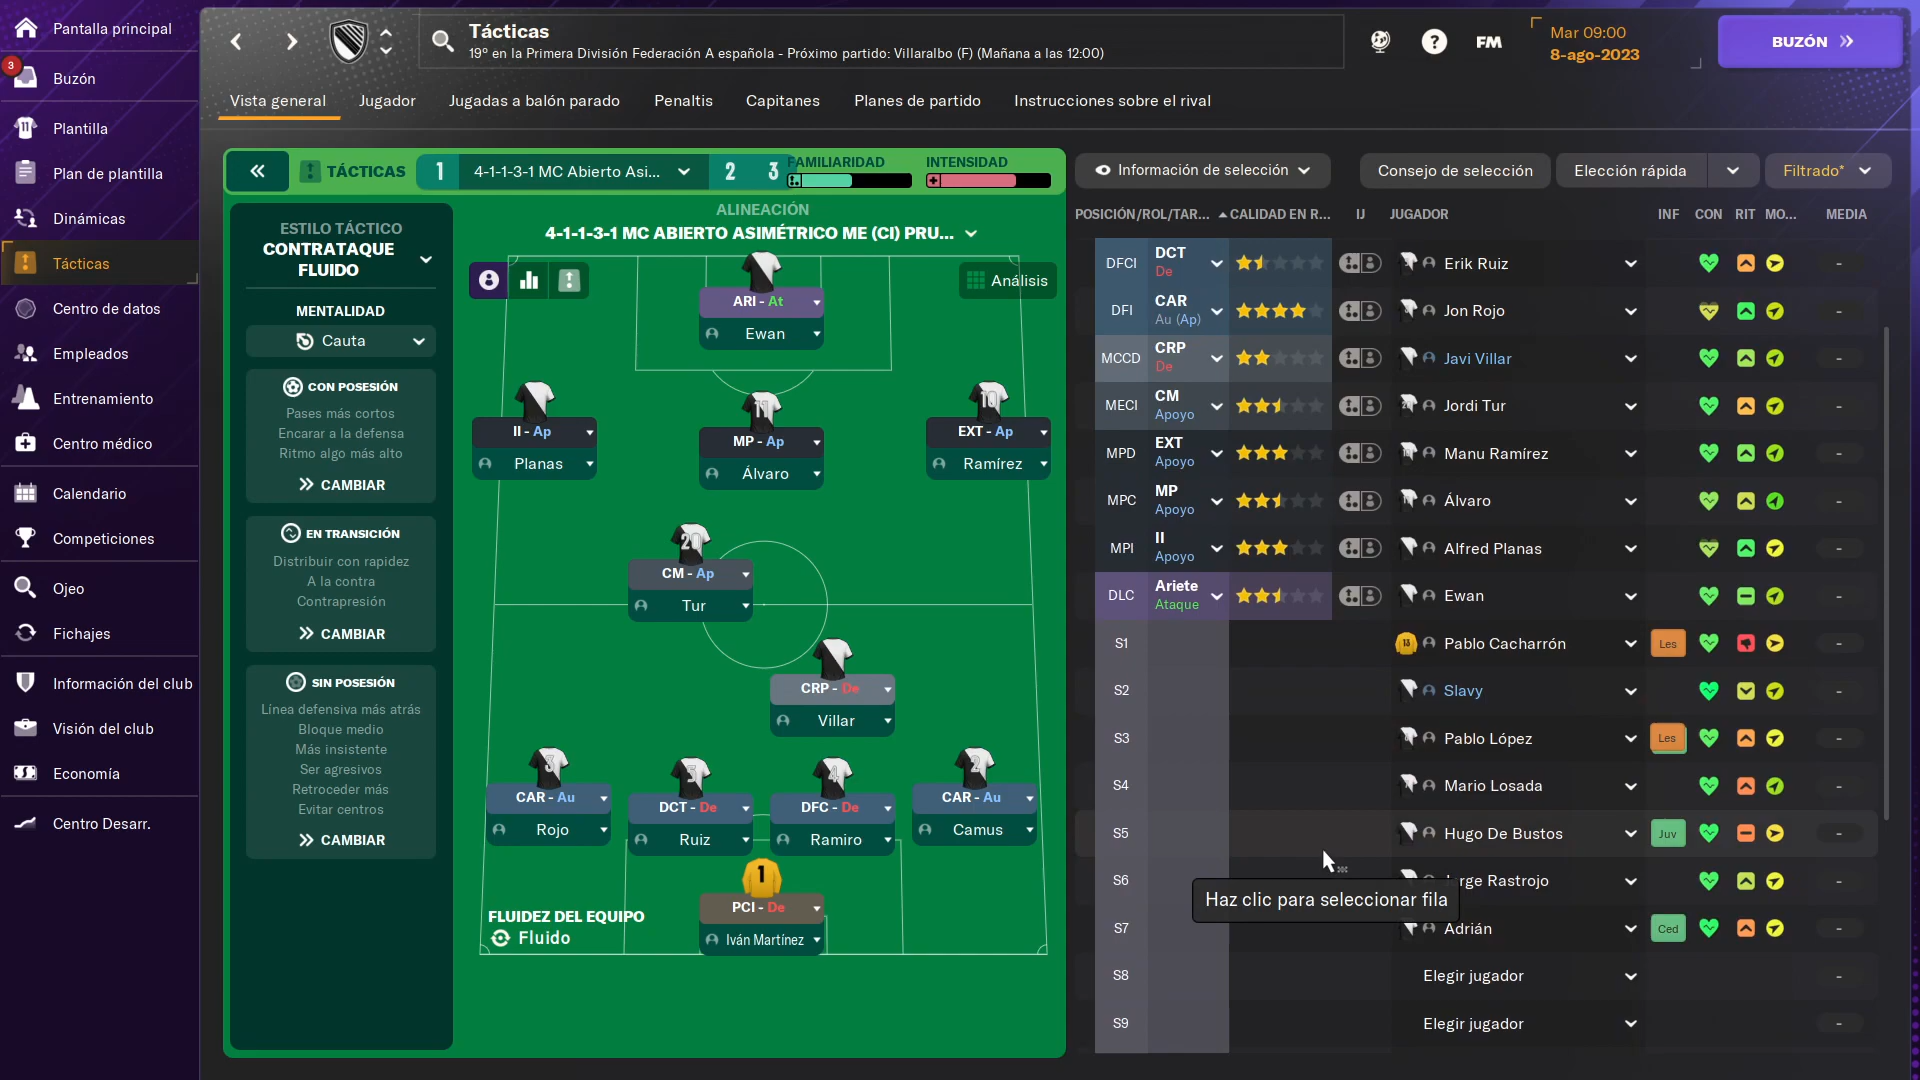 Pantalla principal
3
Buzón
Plantilla
Plan de plantilla
Dinámicas
Tácticas
Centro de datos
Empleados
Entrenamiento
Centro médico
Calendario
Competiciones
Ojeo
Fichajes
Información del club
Visión del club
Economía
Centro Desarr.
Tácticas
19º en la Primera División Federación A española - Próximo partido: Villaralbo (F) (Mañana a las 12:00)
FM
Mar 09:00
8-ago-2023
BUZÓN
Vista general
Jugador
Jugadas a balón parado
Penaltis
Capitanes
Planes de partido
Instrucciones sobre el rival
TÁCTICAS
1
4-1-1-3-1 MC Abierto Asi...
2
3
FAMILIARIDAD
INTENSIDAD
ESTILO TÁCTICO
CONTRATAQUE
FLUIDO
MENTALIDAD
Cauta
CON POSESIÓN
Pases más cortos
Encarar a la defensa
Ritmo algo más alto
CAMBIAR
EN TRANSICIÓN
Distribuir con rapidez
A la contra
Contrapresión
CAMBIAR
SIN POSESIÓN
Línea defensiva más atrás
Bloque medio
Más insistente
Ser agresivos
Retroceder más
Evitar centros
CAMBIAR
ALINEACIÓN
4-1-1-3-1 MC ABIERTO ASIMÉTRICO ME (CI) PRU...
Análisis
ARI - At
Ewan
II - Ap
Planas
11
MP - Ap
Álvaro
10
EXT - Ap
Ramírez
20
CM - Ap
Tur
CRP - De
Villar
3
CAR - Au
Rojo
5
DCT - De
Ruiz
4
DFC - De
Ramiro
2
CAR - Au
Camus
1
PCI - De
Iván Martínez
FLUIDEZ DEL EQUIPO
Fluido
Información de selección
Consejo de selección
Elección rápida
Filtrado*
POSICIÓN/ROL/TAR... CALIDAD EN R... IJ JUGADOR INF CON RIT MO... MEDIA
DFCI DCT De Erik Ruiz -
DFI CAR Au (Ap) Jon Rojo -
MCCD CRP De Javi Villar -
MECI CM Apoyo Jordi Tur -
MPD EXT Apoyo Manu Ramírez -
MPC MP Apoyo Álvaro -
MPI II Apoyo Alfred Planas -
DLC Ariete Ataque Ewan -
S1 13 Pablo Cacharrón Les -
S2 Slavy -
S3 Pablo López Les -
S4 Mario Losada -
S5 Hugo De Bustos Juv -
S6 Rastrojo -
Haz clic para seleccionar fila
S7 Adrián Ced -
S8 Elegir jugador -
S9 Elegir jugador -